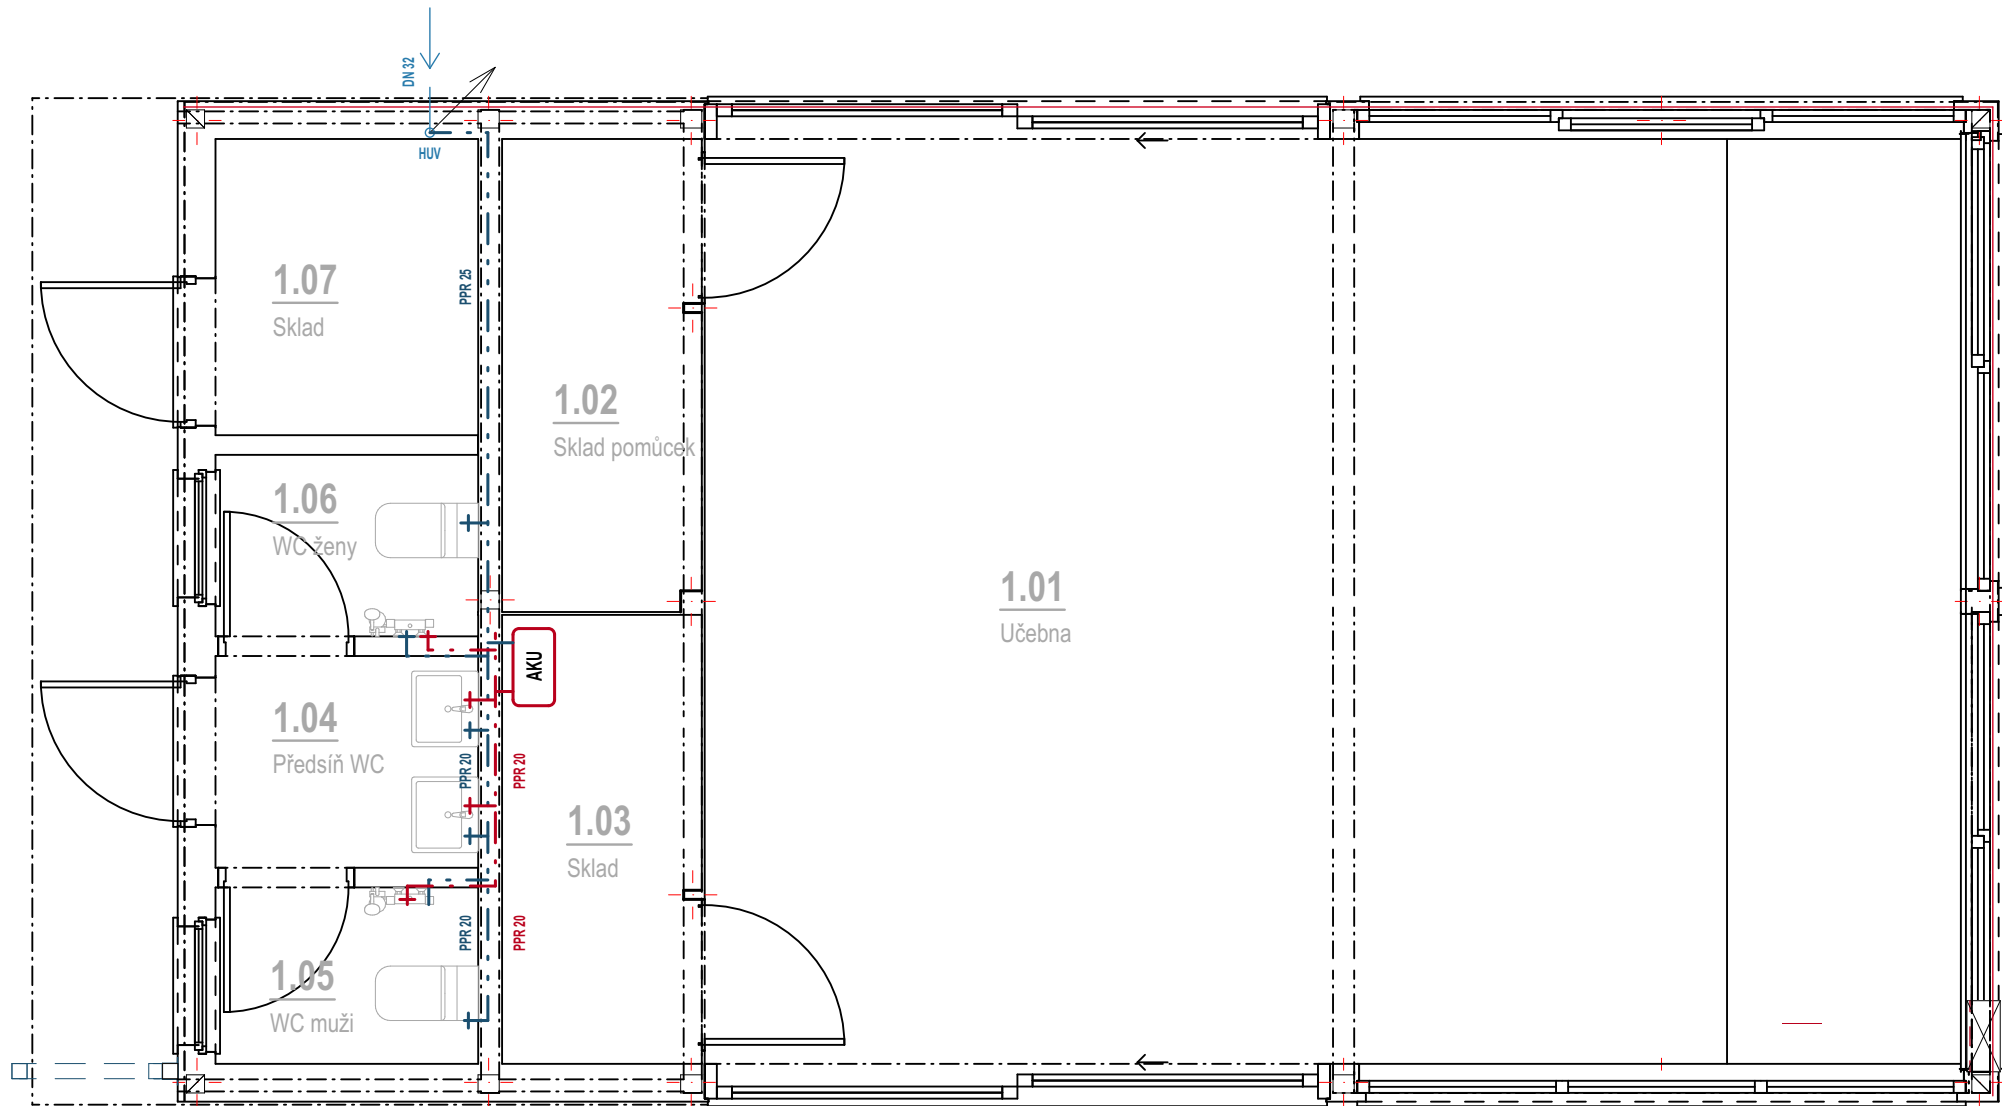 DN 32
HUV
PPR 25
1.07
Sklad
1.02
Sklad pomůcek
1.06
WC ženy
1.01
Učebna
AKU
1.04
Předsíň WC
PPR 20
PPR 20
1.03
Sklad
PPR 20
PPR 20
1.05
WC muži